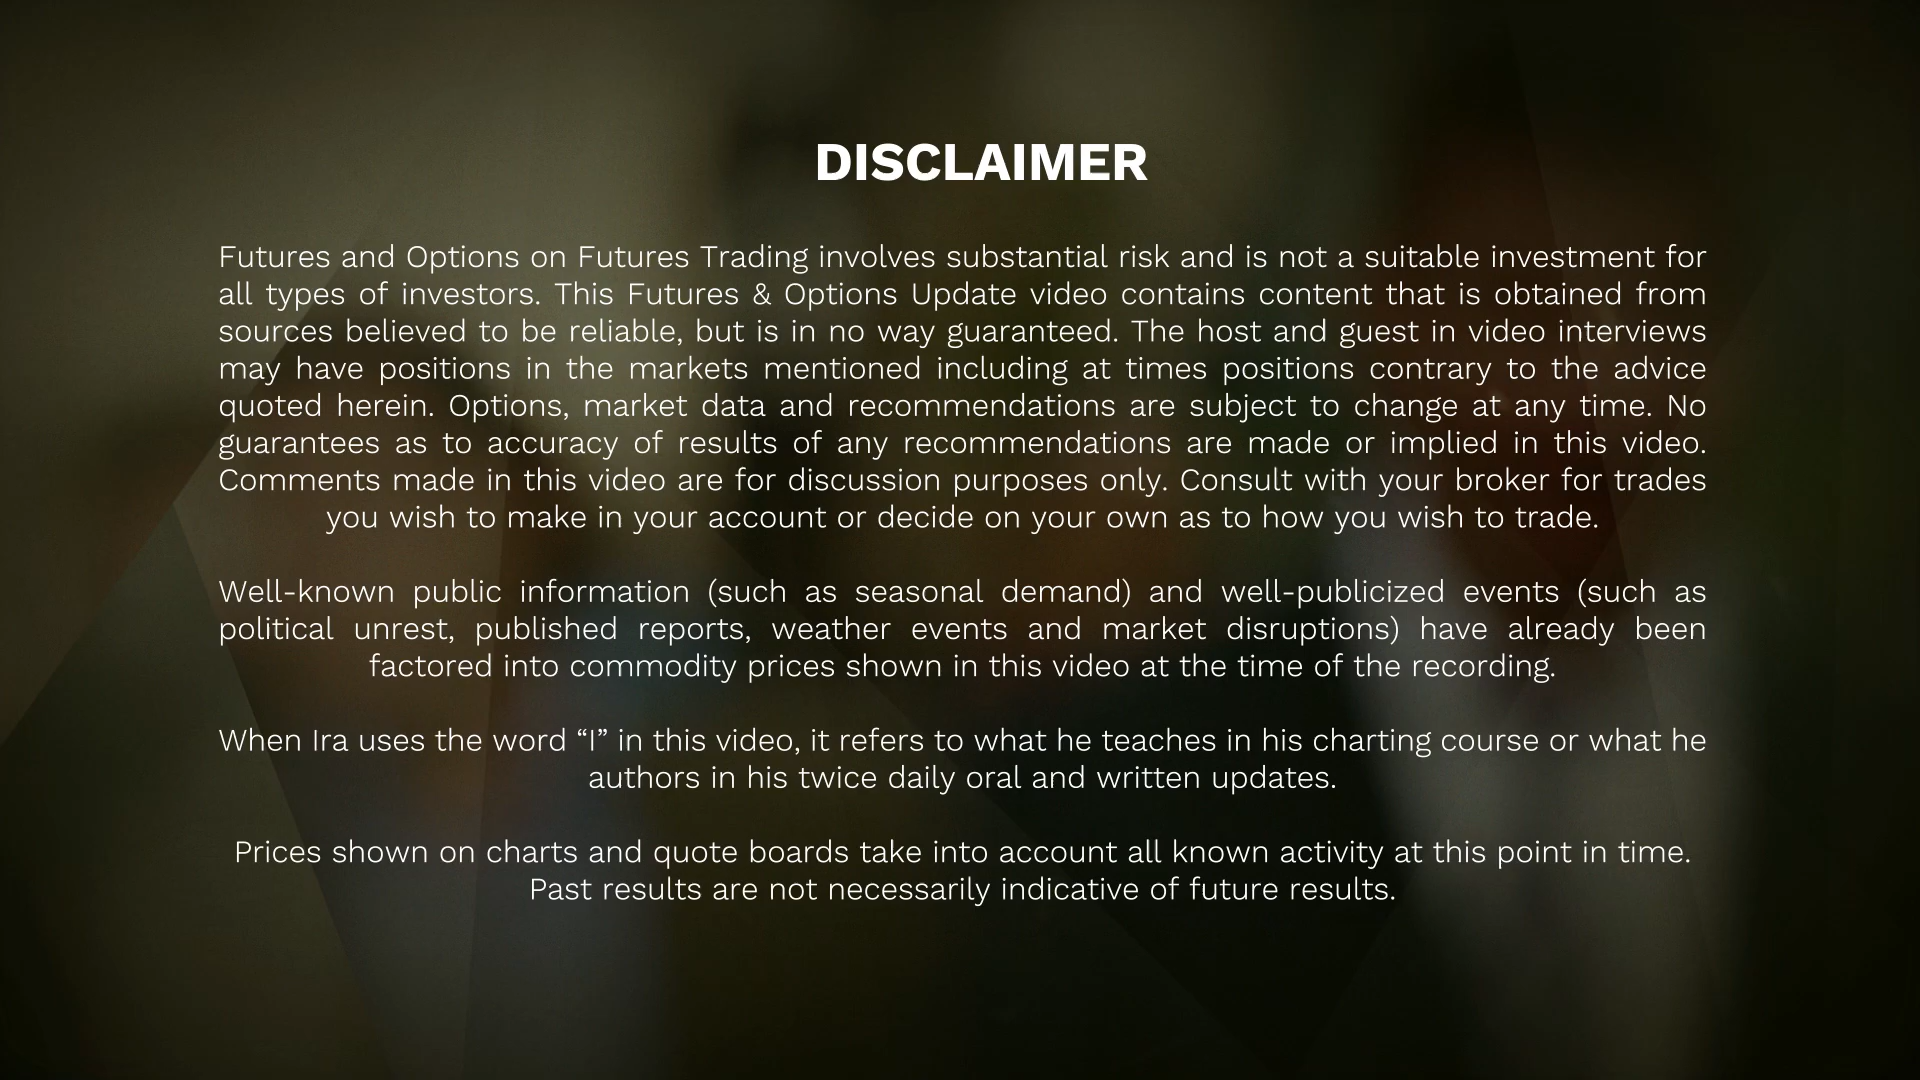 DISCLAIMER
Futures and Options on Futures Trading involves substantial risk and is not a suitable investment for
all types of investors. This Futures & Options Update video contains content that is obtained from
sources believed to be reliable, but is in no way guaranteed. The host and guest in video interviews
may have positions in the markets mentioned including at times positions contrary to the advice
quoted herein. Options, market data and recommendations are subject to change at any time. No
guarantees as to accuracy of results of any recommendations are made or implied in this video.
Comments made in this video are for discussion purposes only. Consult with your broker for trades
you wish to make in your account or decide on your own as to how you wish to trade.
Well-known public information (such as seasonal demand) and well-publicized events (such as
political unrest, published reports, weather events and market disruptions) have already been
factored into commodity prices shown in this video at the time of the recording.
When Ira uses the word “I” in this video, it refers to what he teaches in his charting course or what he
authors in his twice daily oral and written updates.
Prices shown on charts and quote boards take into account all known activity at this point in time.
Past results are not necessarily indicative of future results.